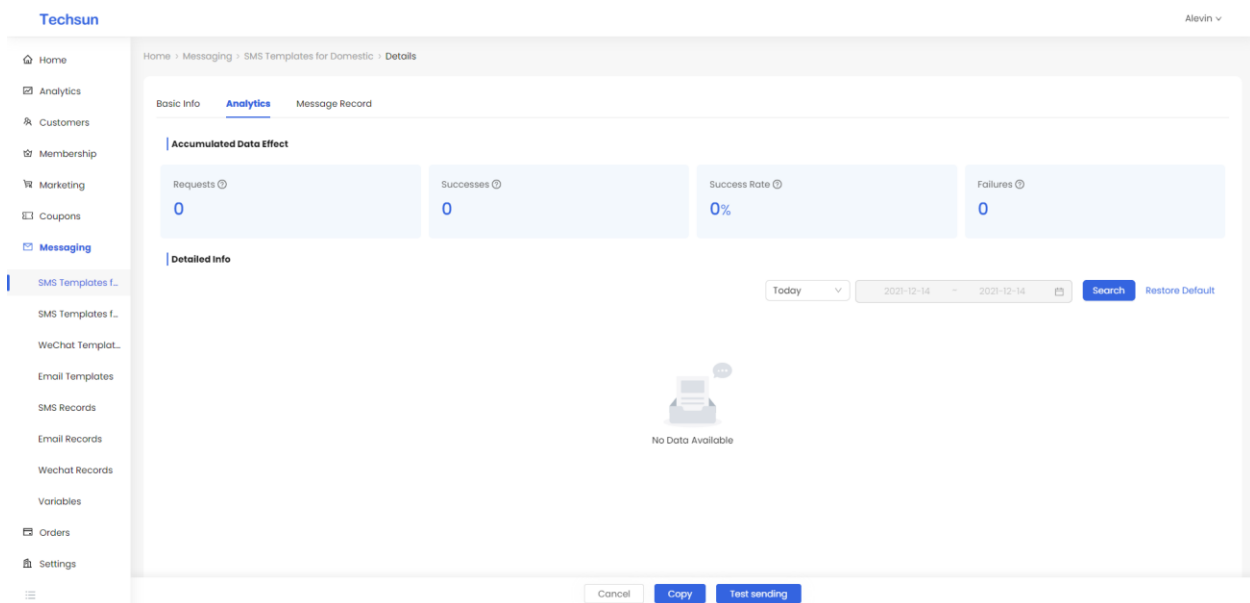 Techsun
Alevin
Home
Analytics
Customers
Membership
Marketing
Coupons
Messaging
SMS Templates f...
SMS Templates f...
WeChat Templat...
Email Templates
SMS Records
Email Records
Wechat Records
Variables
Orders
Settings
Home > Messaging > SMS Templates for Domestic > Details
Basic Info Analytics Message Record
Accumulated Data Effect
Requests Successes Success Rate Failures
0 0 0% 0
Detailed Info
Today 2021-12-14 ~ 2021-12-14 Search Restore Default
No Data Available
Cancel Copy Test sending